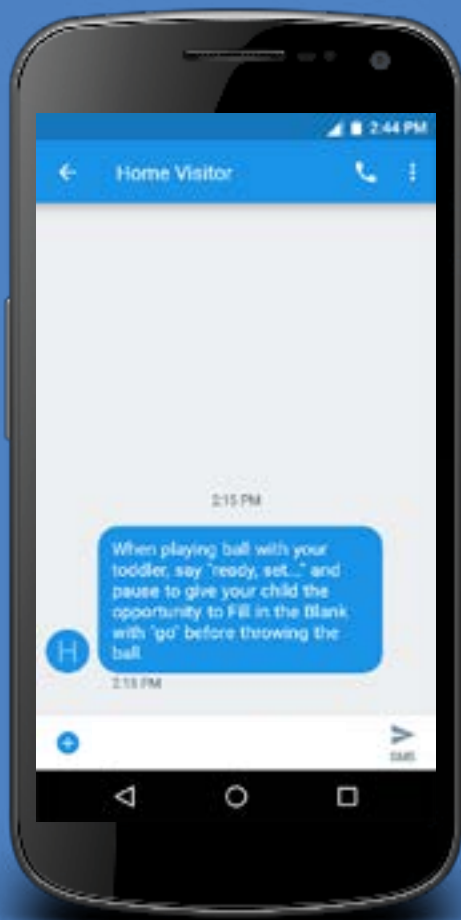 2:44 PM
Home Visitor
2:15 PM
When playing ball with your
toddler, say "ready, set..." and
pause to give your child the
opportunity to Fill in the Blank
with "go" before throwing the
ball
H
2:15 PM
SMS